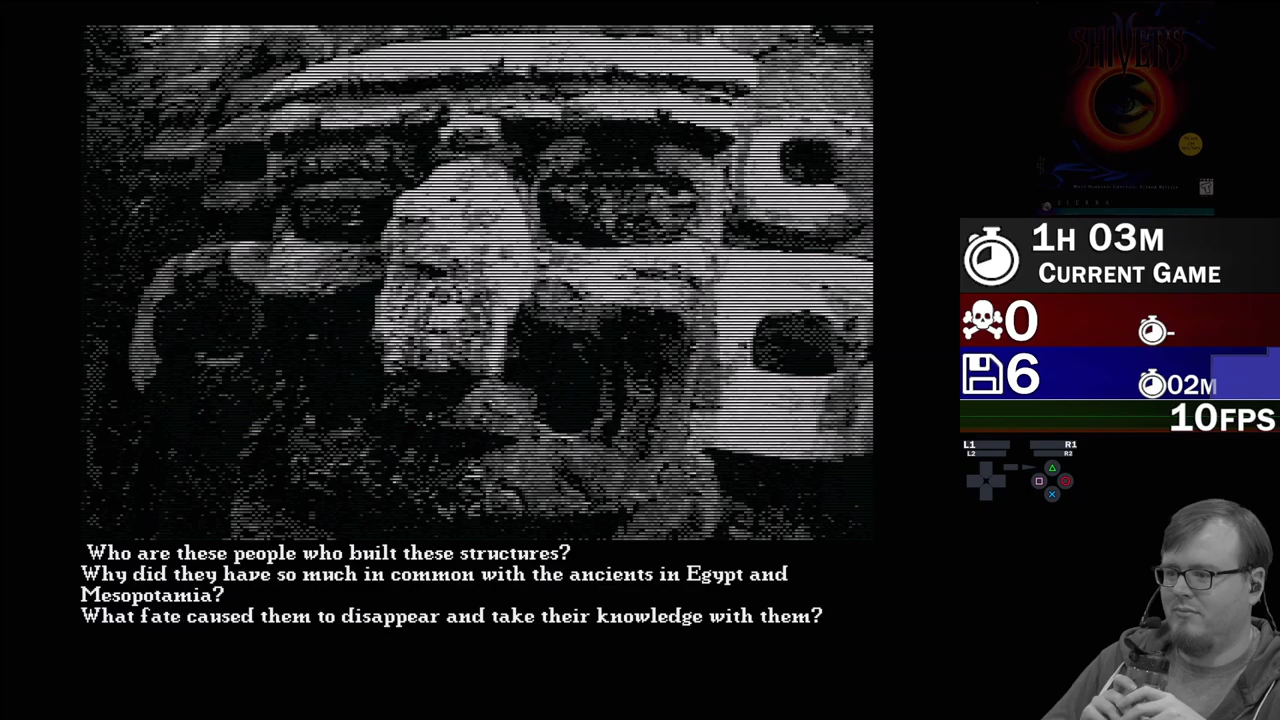 SHIVERS
SIERRA
1H 03M
CURRENT GAME
0
-
6
02M
10FPS
L1 R1
L2 R2
Who are these people who built these structures?
Why did they have so much in common with the ancients in Egypt and
Mesopotamia?
What fate caused them to disappear and take their knowledge with them?